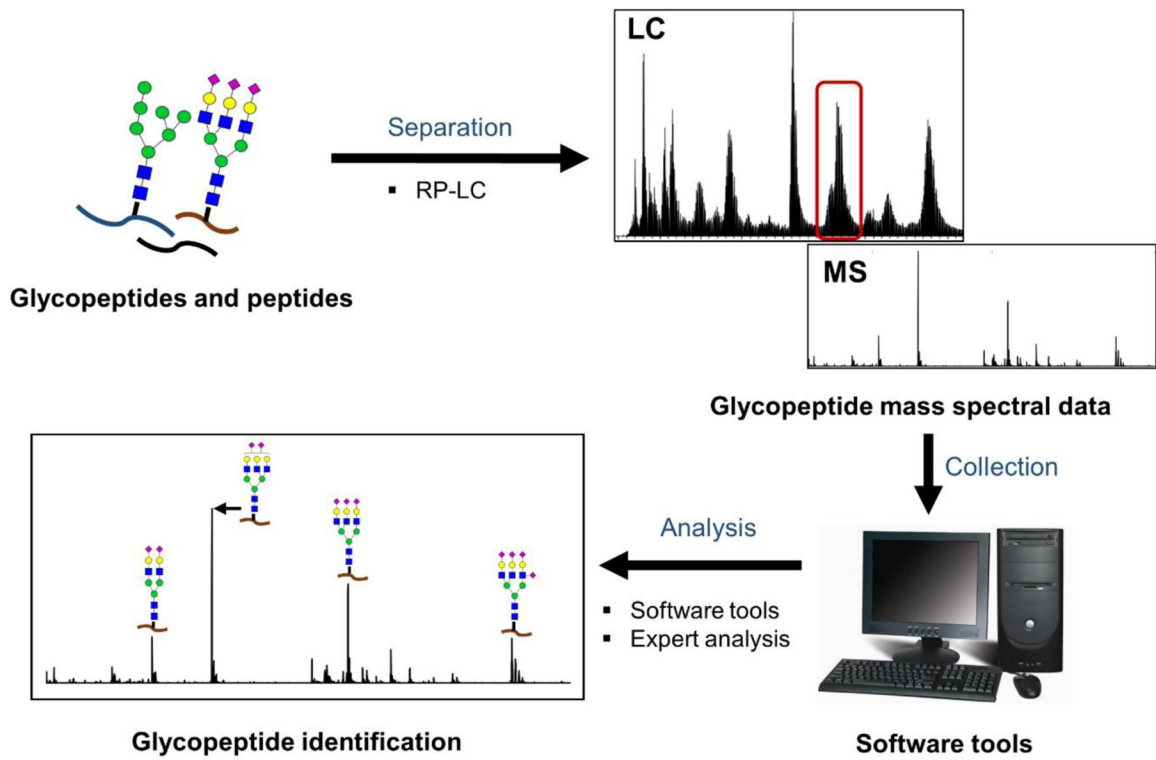 LC
Separation
▪ RP-LC
Glycopeptides and peptides
MS
Glycopeptide mass spectral data
Collection
Analysis
▪ Software tools
▪ Expert analysis
Glycopeptide identification
Software tools